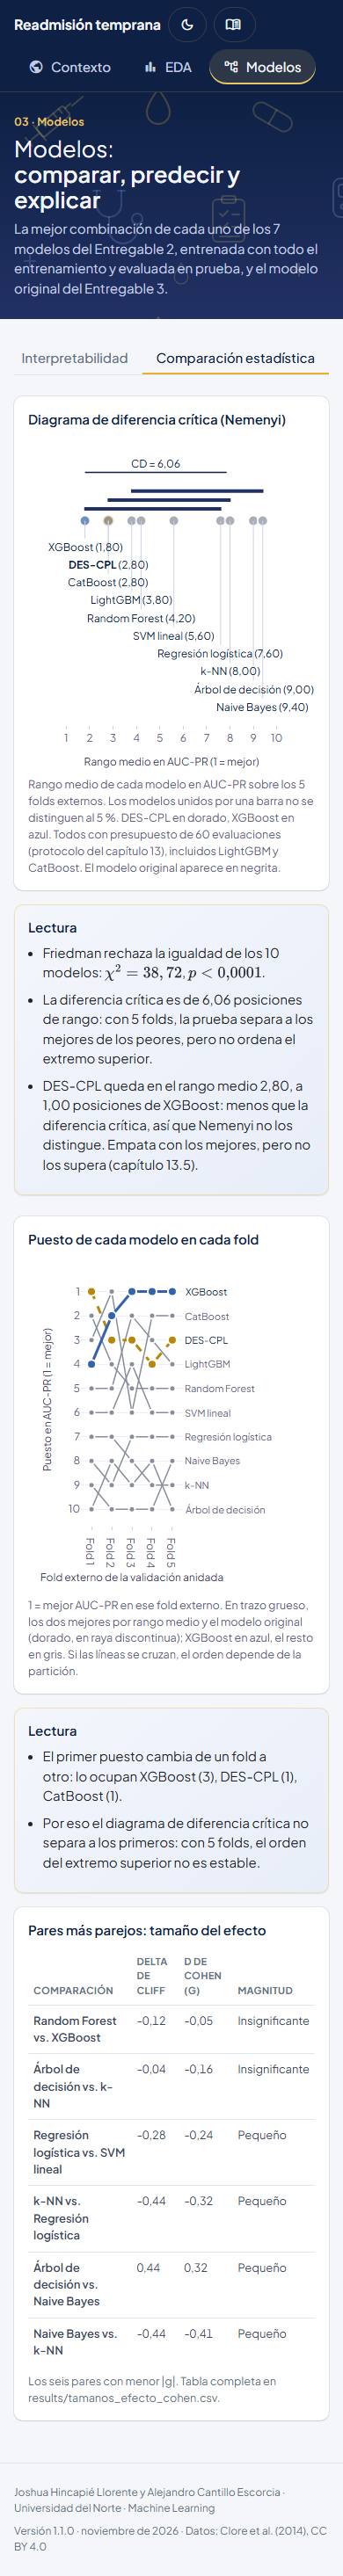 Readmisión temprana
Contexto
EDA
Modelos
03 · Modelos
Modelos:
comparar, predecir y
explicar
La mejor combinación de cada uno de los 7
modelos del Entregable 2, entrenada con todo el
entrenamiento y evaluada en prueba, y el modelo
original del Entregable 3.
Interpretabilidad
Comparación estadística
Diagrama de diferencia crítica (Nemenyi)
CD = 6,06
XGBoost (1,80)
DES-CPL (2,80)
CatBoost (2,80)
LightGBM (3,80)
Random Forest (4,20)
SVM lineal (5,60)
Regresión logística (7,60)
k-NN (8,00)
Árbol de decisión (9,00)
Naive Bayes (9,40)
1 2 3 4 5 6 7 8 9 10
Rango medio en AUC-PR (1 = mejor)
Rango medio de cada modelo en AUC-PR sobre los 5
folds externos. Los modelos unidos por una barra no se
distinguen al 5 %. DES-CPL en dorado, XGBoost en
azul. Todos con presupuesto de 60 evaluaciones
(protocolo del capítulo 13), incluidos LightGBM y
CatBoost. El modelo original aparece en negrita.
Lectura
• Friedman rechaza la igualdad de los 10
modelos: χ² = 38,72, p < 0,0001.
• La diferencia crítica es de 6,06 posiciones
de rango: con 5 folds, la prueba separa a los
mejores de los peores, pero no ordena el
extremo superior.
• DES-CPL queda en el rango medio 2,80, a
1,00 posiciones de XGBoost: menos que la
diferencia crítica, así que Nemenyi no los
distingue. Empata con los mejores, pero no
los supera (capítulo 13.5).
Puesto de cada modelo en cada fold
Puesto en AUC-PR (1 = mejor)
1
2
3
4
5
6
7
8
9
10
XGBoost
CatBoost
DES-CPL
LightGBM
Random Forest
SVM lineal
Regresión logística
Naive Bayes
k-NN
Árbol de decisión
Fold 1
Fold 2
Fold 3
Fold 4
Fold 5
Fold externo de la validación anidada
1 = mejor AUC-PR en ese fold externo. En trazo grueso,
los dos mejores por rango medio y el modelo original
(dorado, en raya discontinua); XGBoost en azul, el resto
en gris. Si las líneas se cruzan, el orden depende de la
partición.
Lectura
• El primer puesto cambia de un fold a
otro: lo ocupan XGBoost (3), DES-CPL (1),
CatBoost (1).
• Por eso el diagrama de diferencia crítica no
separa a los primeros: con 5 folds, el orden
del extremo superior no es estable.
Pares más parejos: tamaño del efecto
COMPARACIÓN
DELTA
DE
CLIFF
D DE
COHEN
(G)
MAGNITUD
Random Forest
vs. XGBoost
-0,12 -0,05 Insignificante
Árbol de
decisión vs. k-
NN
-0,04 -0,16 Insignificante
Regresión
logística vs. SVM
lineal
-0,28 -0,24 Pequeño
k-NN vs.
Regresión
logística
-0,44 -0,32 Pequeño
Árbol de
decisión vs.
Naive Bayes
0,44 0,32 Pequeño
Naive Bayes vs.
k-NN
-0,44 -0,41 Pequeño
Los seis pares con menor |g|. Tabla completa en
results/tamanos_efecto_cohen.csv.
Joshua Hincapié Llorente y Alejandro Cantillo Escorcia ·
Universidad del Norte · Machine Learning
Versión 1.1.0 · noviembre de 2026 · Datos: Clore et al. (2014), CC
BY 4.0